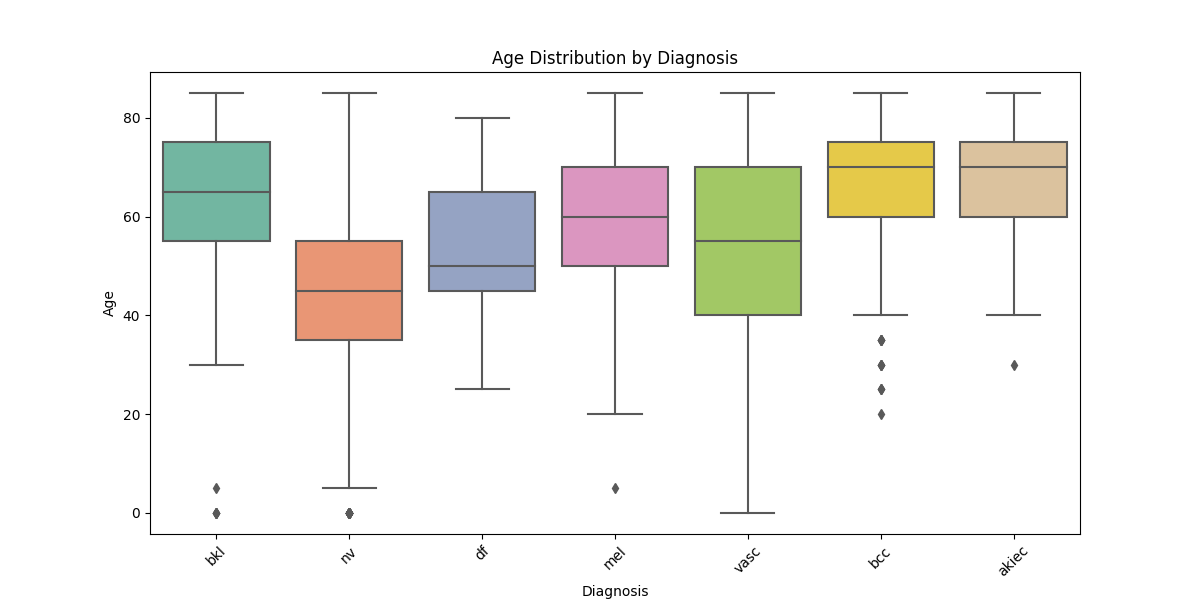 Age Distribution by Diagnosis
Age
80
60
40
20
0
bkl
nv
df
mel
vasc
bcc
akiec
Diagnosis